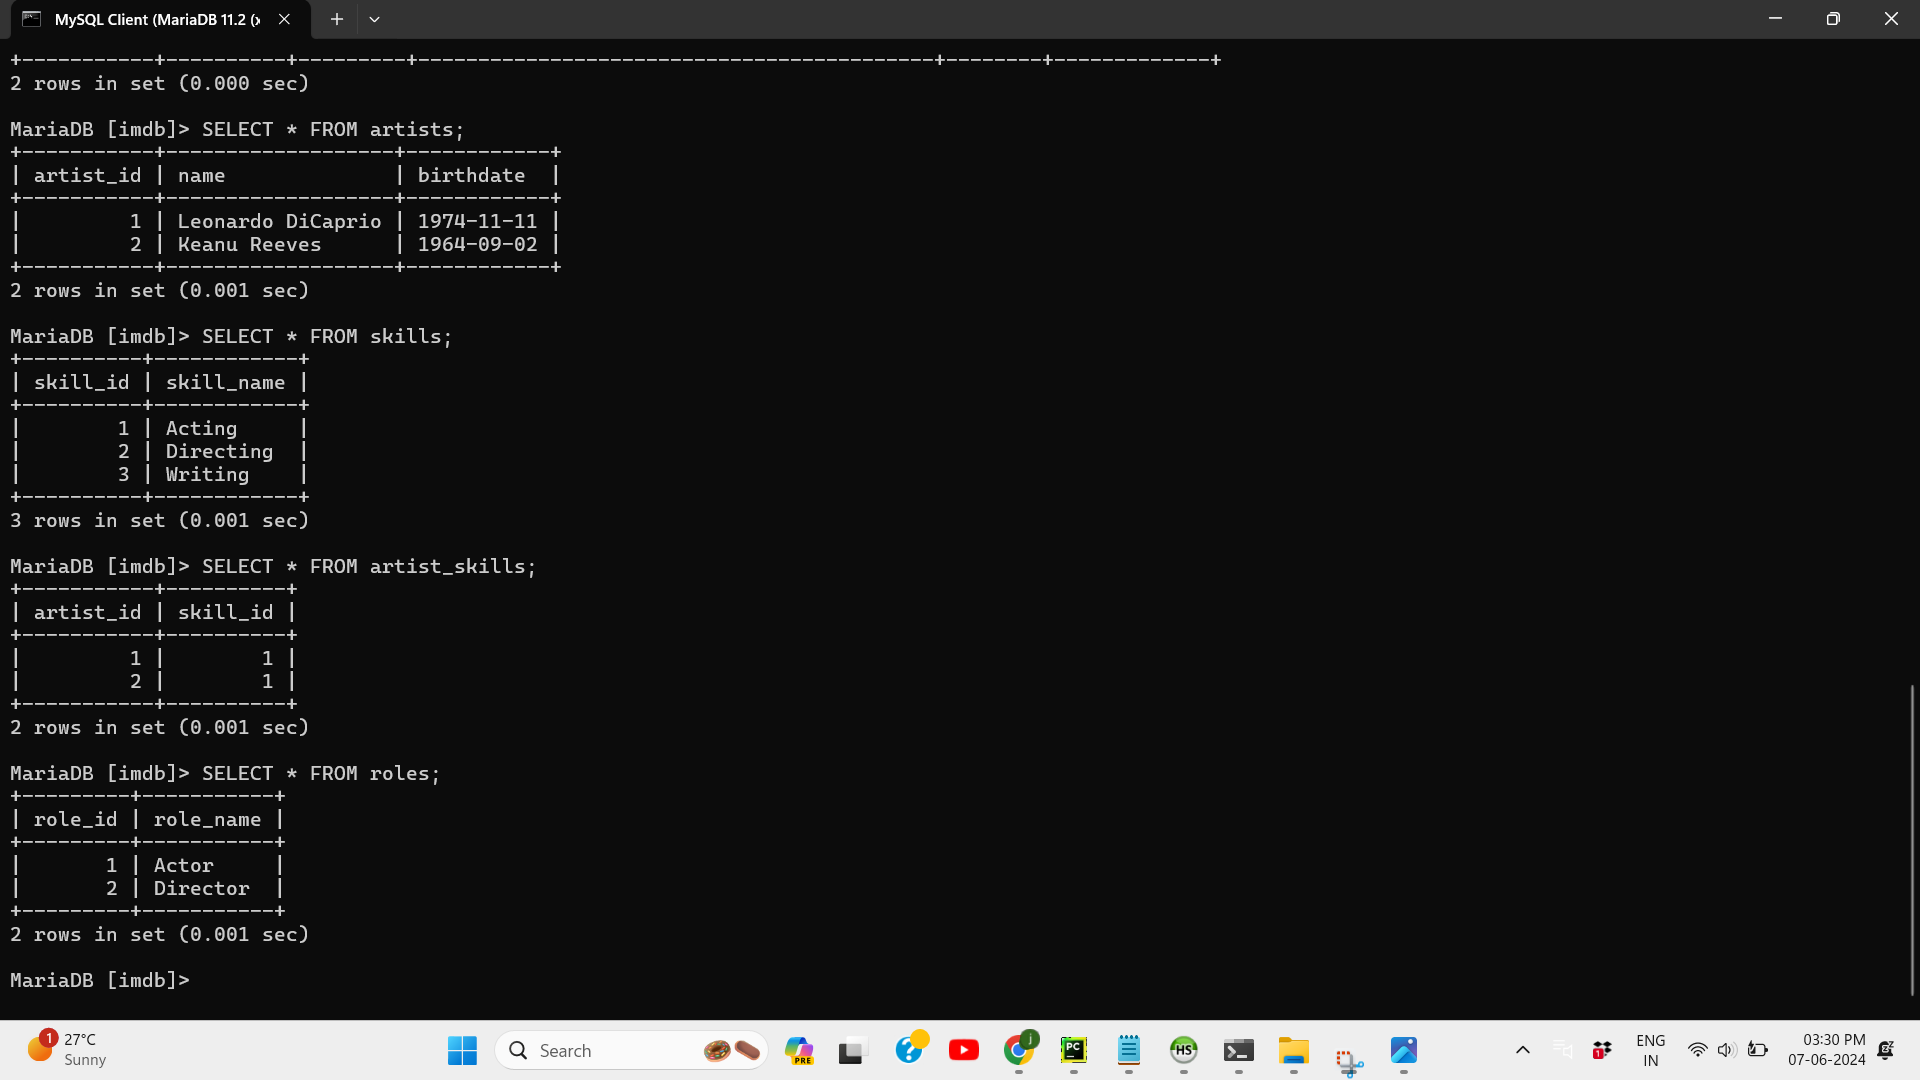 MySQL Client (MariaDB 11.2 (x
+-----------+----------+---------+-------------------------------------------+--------+-------------+
2 rows in set (0.000 sec)
MariaDB [imdb]> SELECT * FROM artists;
+-----------+-------------------+------------+
| artist_id | name              | birthdate  |
+-----------+-------------------+------------+
|         1 | Leonardo DiCaprio | 1974-11-11 |
|         2 | Keanu Reeves      | 1964-09-02 |
+-----------+-------------------+------------+
2 rows in set (0.001 sec)
MariaDB [imdb]> SELECT * FROM skills;
+----------+------------+
| skill_id | skill_name |
+----------+------------+
|        1 | Acting     |
|        2 | Directing  |
|        3 | Writing    |
+----------+------------+
3 rows in set (0.001 sec)
MariaDB [imdb]> SELECT * FROM artist_skills;
+-----------+----------+
| artist_id | skill_id |
+-----------+----------+
|         1 |        1 |
|         2 |        1 |
+-----------+----------+
2 rows in set (0.001 sec)
MariaDB [imdb]> SELECT * FROM roles;
+---------+-----------+
| role_id | role_name |
+---------+-----------+
|       1 | Actor     |
|       2 | Director  |
+---------+-----------+
2 rows in set (0.001 sec)
MariaDB [imdb]>
1
27°C
Sunny
Search
PRE
j
PC
HS
1
ENG
IN
03:30 PM
07-06-2024